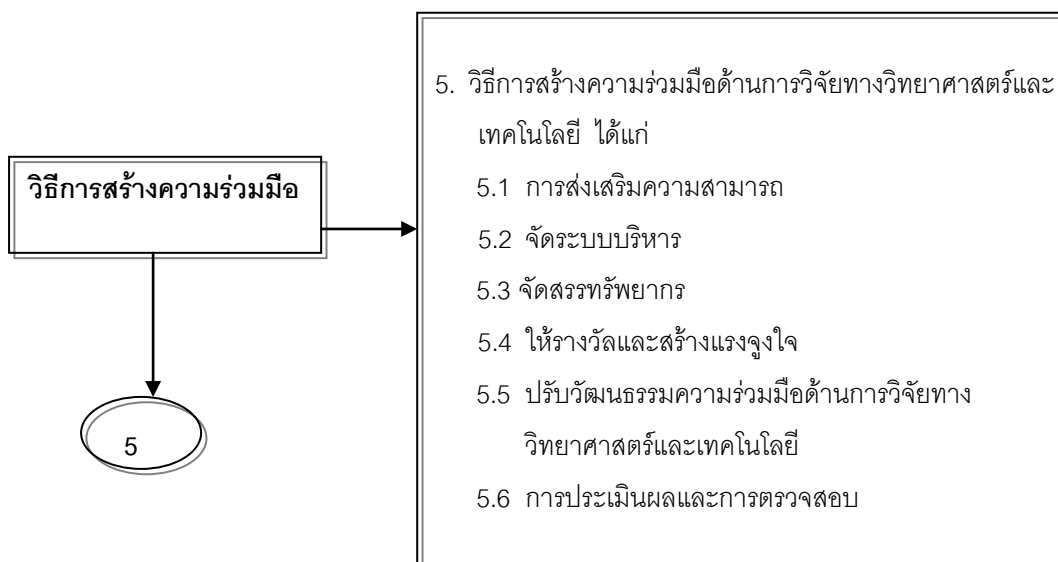 วิธีการสร้างความร่วมมือ
5
5. วิธีการสร้างความร่วมมือด้านการวิจัยทางวิทยาศาสตร์และ
เทคโนโลยี ได้แก่
5.1 การส่งเสริมความสามารถ
5.2 จัดระบบบริหาร
5.3 จัดสรรทรัพยากร
5.4 ให้รางวัลและสร้างแรงจูงใจ
5.5 ปรับวัฒนธรรมความร่วมมือด้านการวิจัยทาง
วิทยาศาสตร์และเทคโนโลยี
5.6 การประเมินผลและการตรวจสอบ